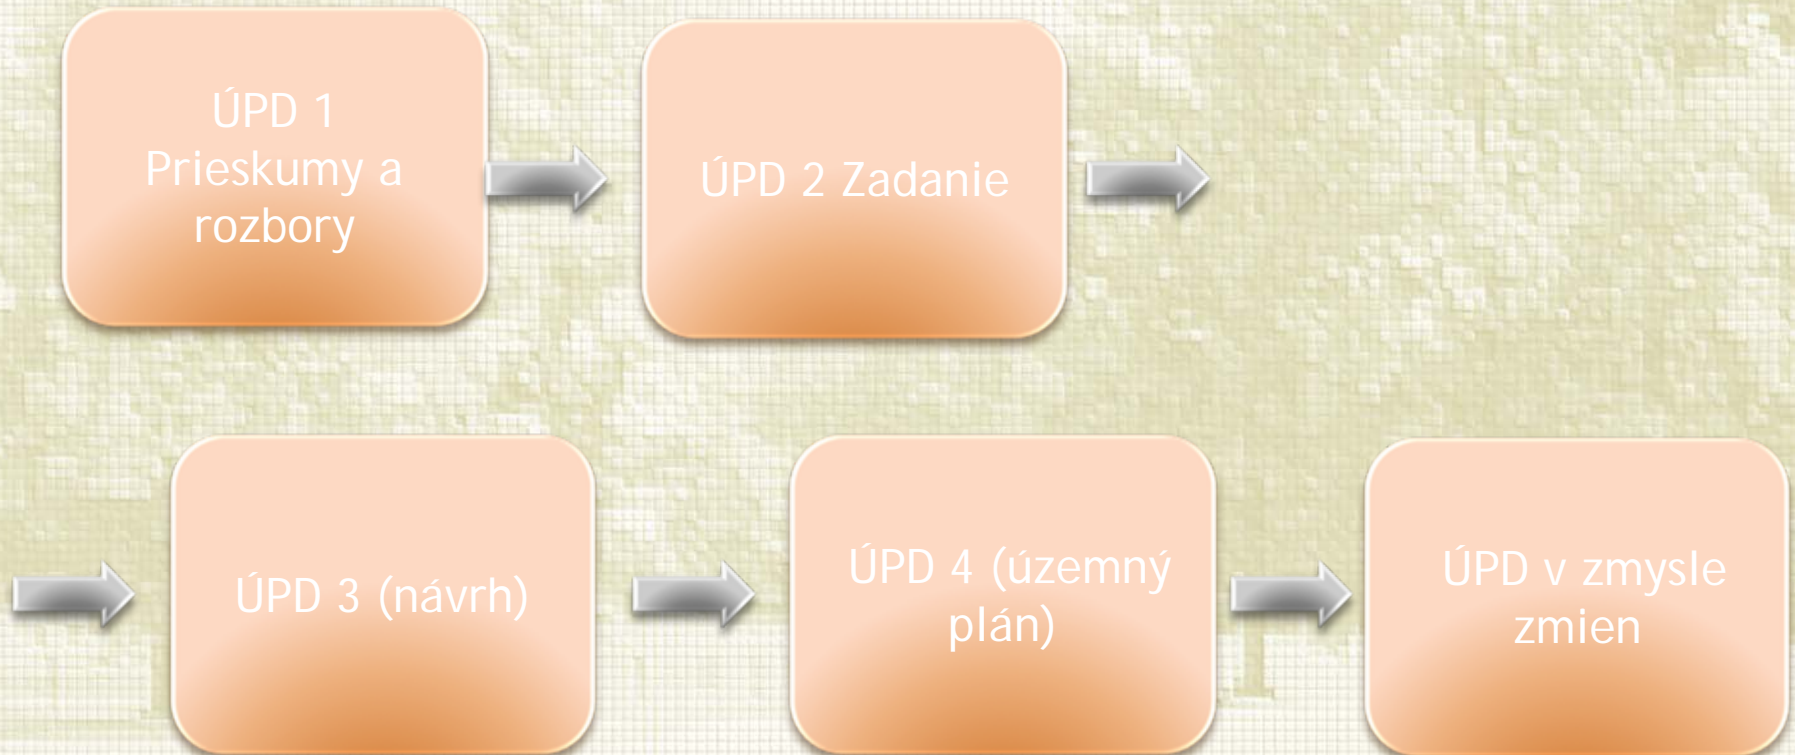 ÚPD 1
Prieskumy a
rozbory
ÚPD 2 Zadanie
ÚPD 3 (návrh)
ÚPD 4 (územný
plán)
ÚPD v zmysle
zmien